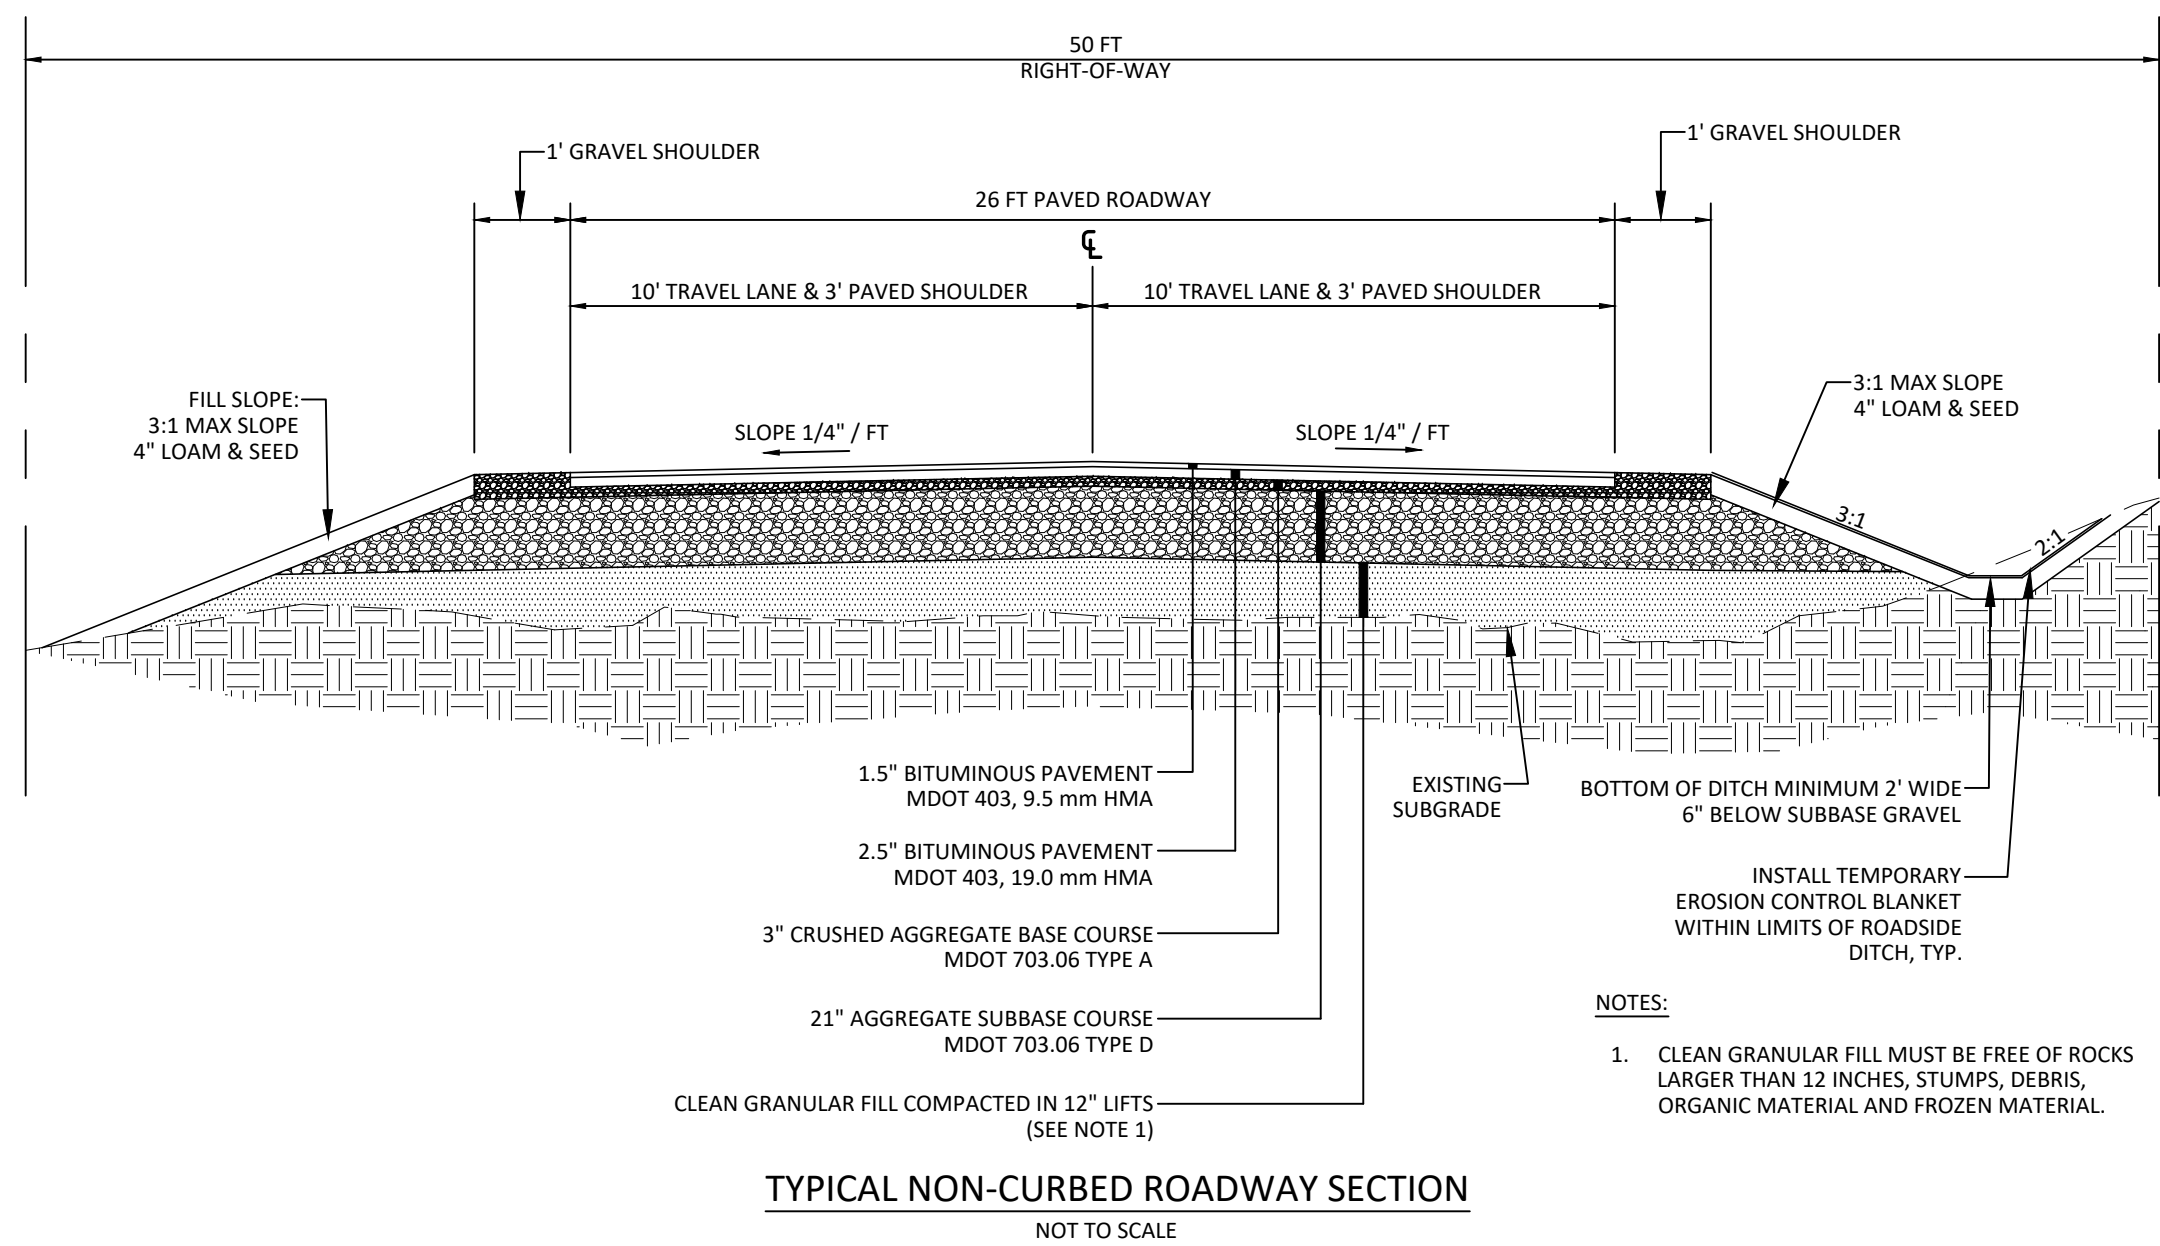 50 FT
RIGHT-OF-WAY
1' GRAVEL SHOULDER
1' GRAVEL SHOULDER
26 FT PAVED ROADWAY
℄
10' TRAVEL LANE & 3' PAVED SHOULDER
10' TRAVEL LANE & 3' PAVED SHOULDER
FILL SLOPE:
3:1 MAX SLOPE
4" LOAM & SEED
SLOPE 1/4" / FT
SLOPE 1/4" / FT
3:1 MAX SLOPE
4" LOAM & SEED
3:1
2:1
1.5" BITUMINOUS PAVEMENT
MDOT 403, 9.5 mm HMA
2.5" BITUMINOUS PAVEMENT
MDOT 403, 19.0 mm HMA
3" CRUSHED AGGREGATE BASE COURSE
MDOT 703.06 TYPE A
21" AGGREGATE SUBBASE COURSE
MDOT 703.06 TYPE D
CLEAN GRANULAR FILL COMPACTED IN 12" LIFTS
(SEE NOTE 1)
EXISTING
SUBGRADE
BOTTOM OF DITCH MINIMUM 2' WIDE
6" BELOW SUBBASE GRAVEL
INSTALL TEMPORARY
EROSION CONTROL BLANKET
WITHIN LIMITS OF ROADSIDE
DITCH, TYP.
NOTES:
1. CLEAN GRANULAR FILL MUST BE FREE OF ROCKS
LARGER THAN 12 INCHES, STUMPS, DEBRIS,
ORGANIC MATERIAL AND FROZEN MATERIAL.
TYPICAL NON-CURBED ROADWAY SECTION
NOT TO SCALE